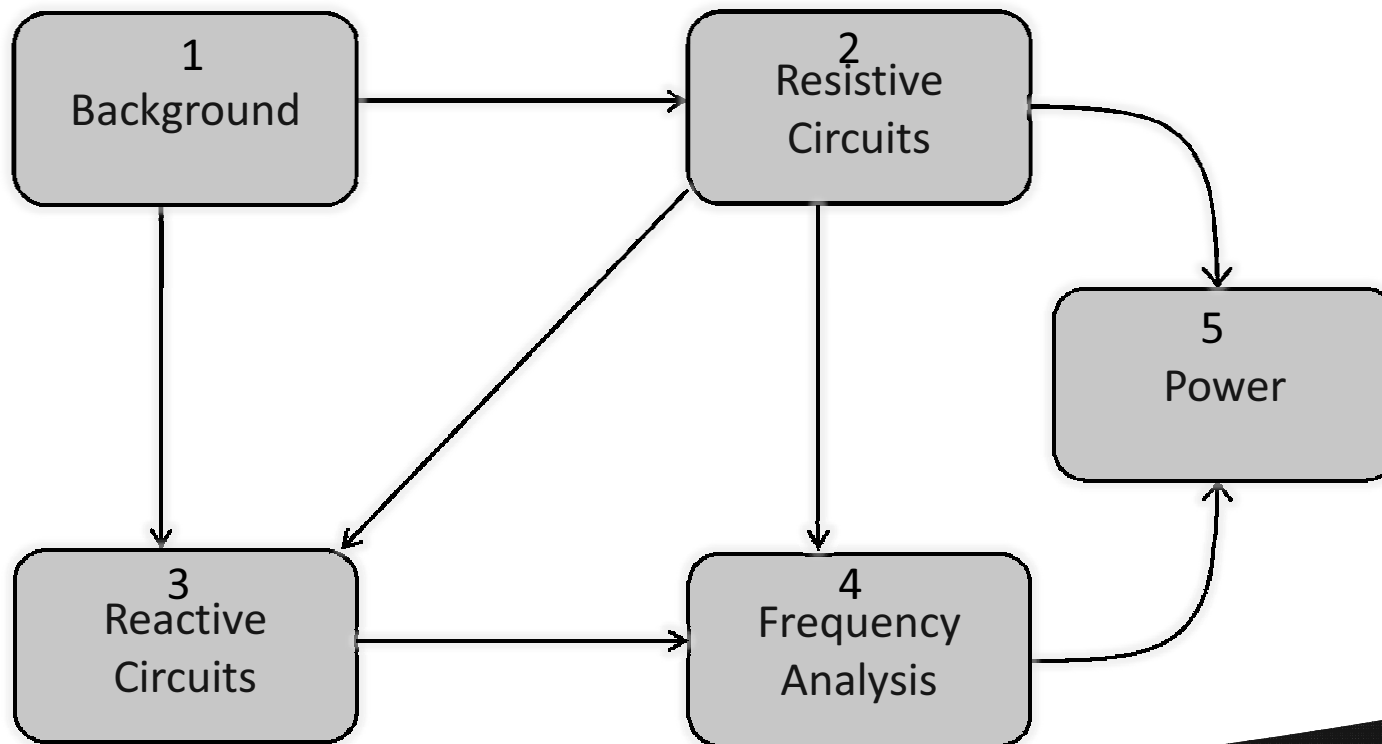 1
Background
2
Resistive
Circuits
5
Power
3
Reactive
Circuits
4
Frequency
Analysis